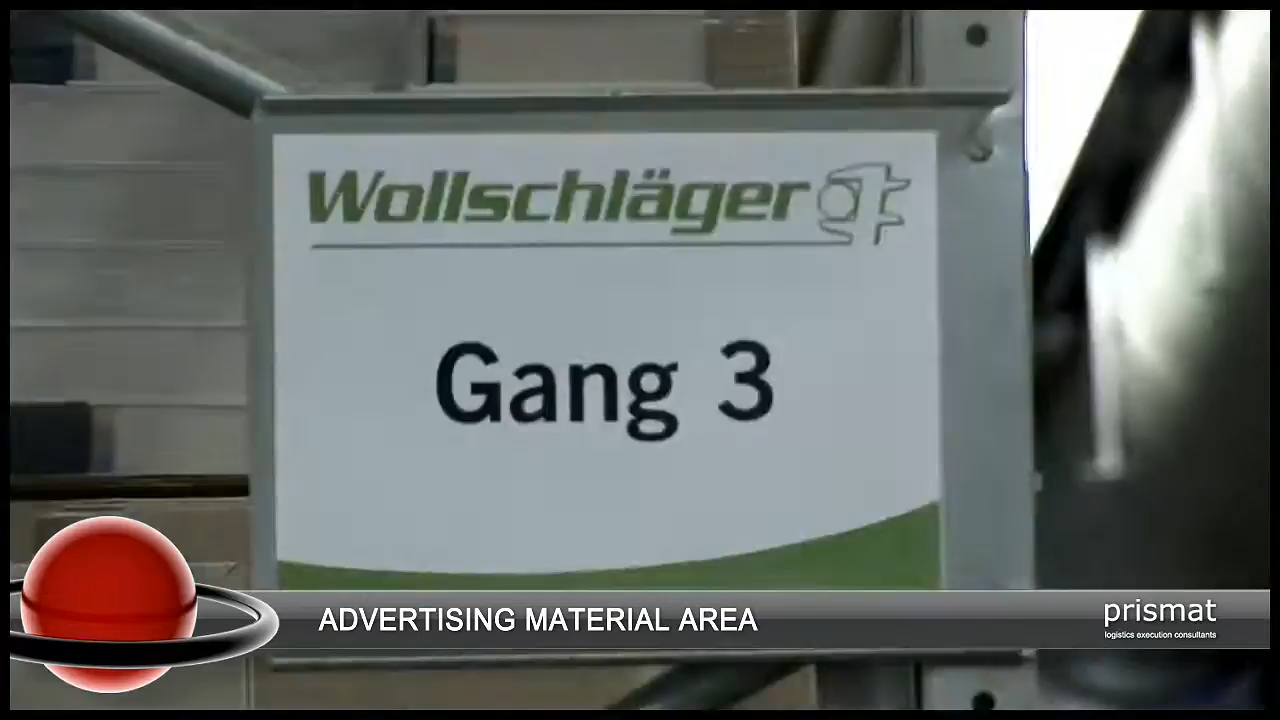 Wollschläger
Gang 3
ADVERTISING MATERIAL AREA
prismat
logistics execution consultants